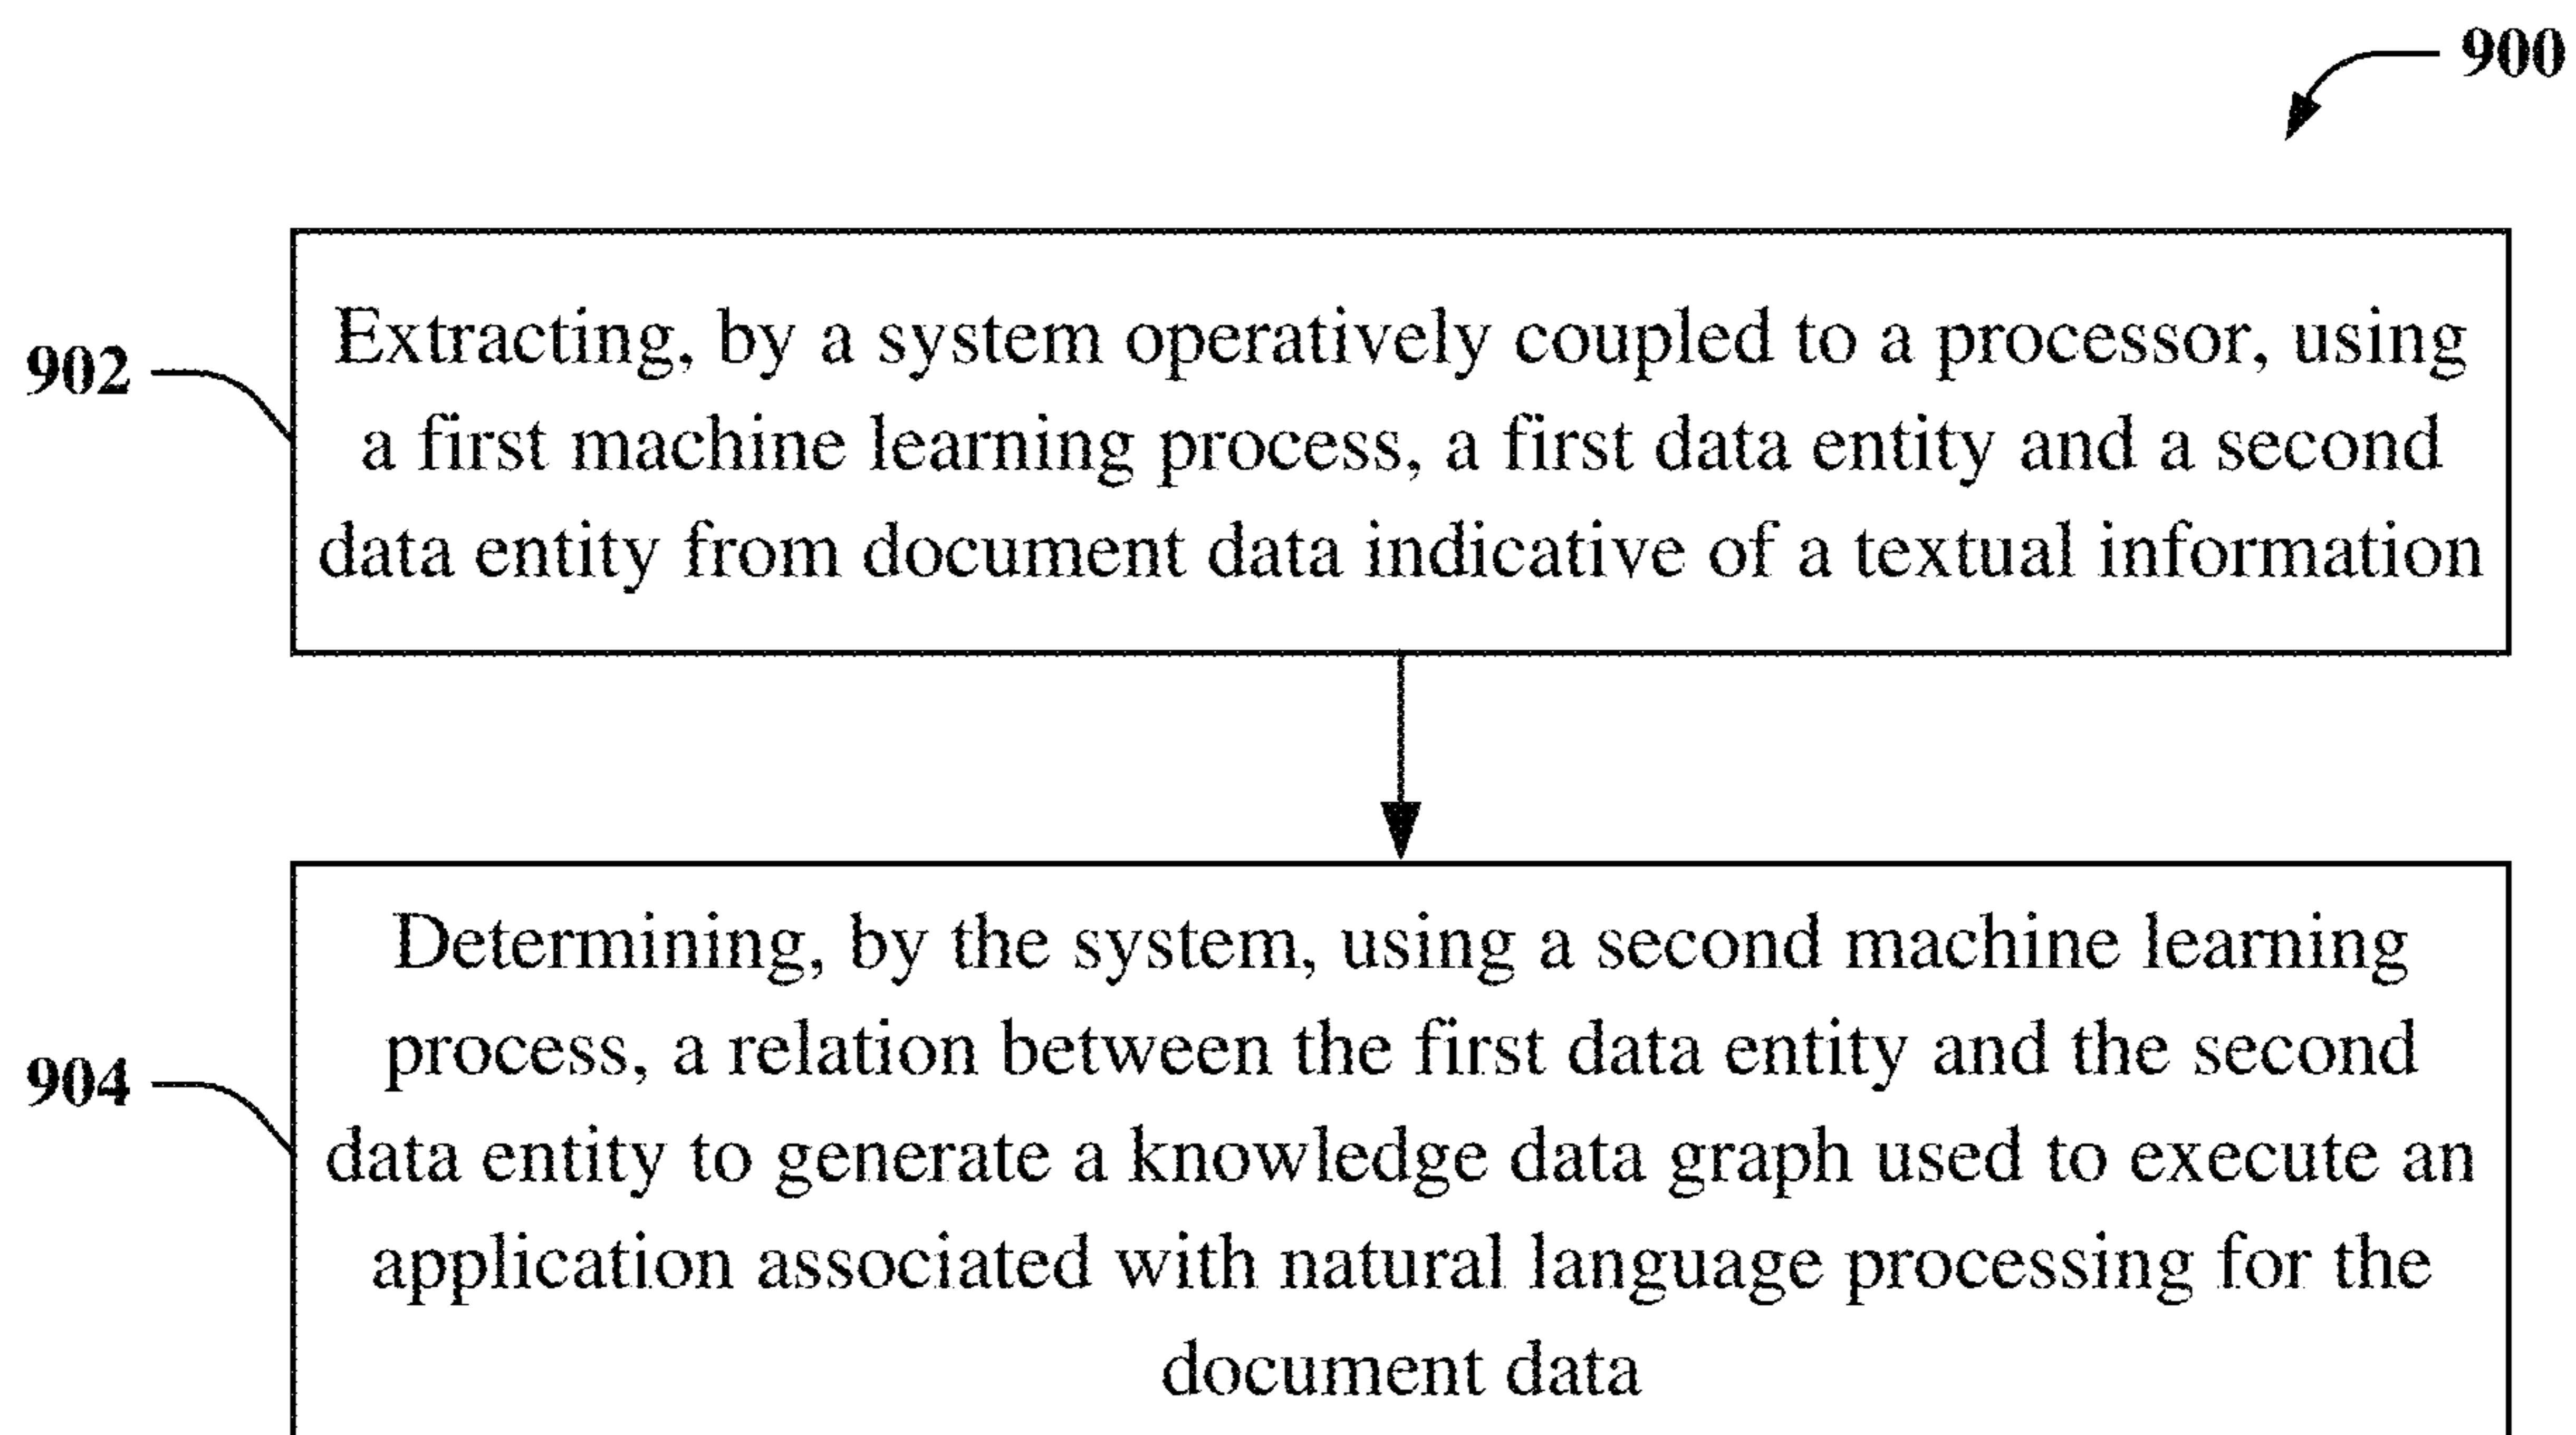 900
902
Extracting, by a system operatively coupled to a processor, using
a first machine learning process, a first data entity and a second
data entity from document data indicative of a textual information
904
Determining, by the system, using a second machine learning
process, a relation between the first data entity and the second
data entity to generate a knowledge data graph used to execute an
application associated with natural language processing for the
document data